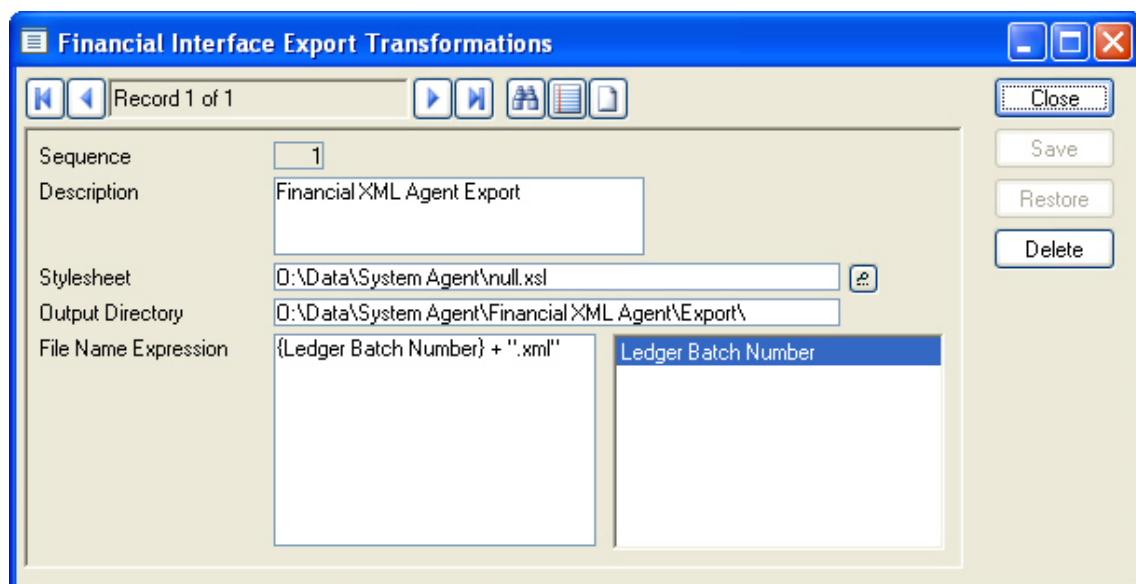 Financial Interface Export Transformations
Record 1 of 1
Close
Sequence 1
Save
Description Financial XML Agent Export
Restore
Delete
Stylesheet O:\Data\System Agent\null.xsl
Output Directory O:\Data\System Agent\Financial XML Agent\Export\
File Name Expression {Ledger Batch Number} + ".xml" Ledger Batch Number